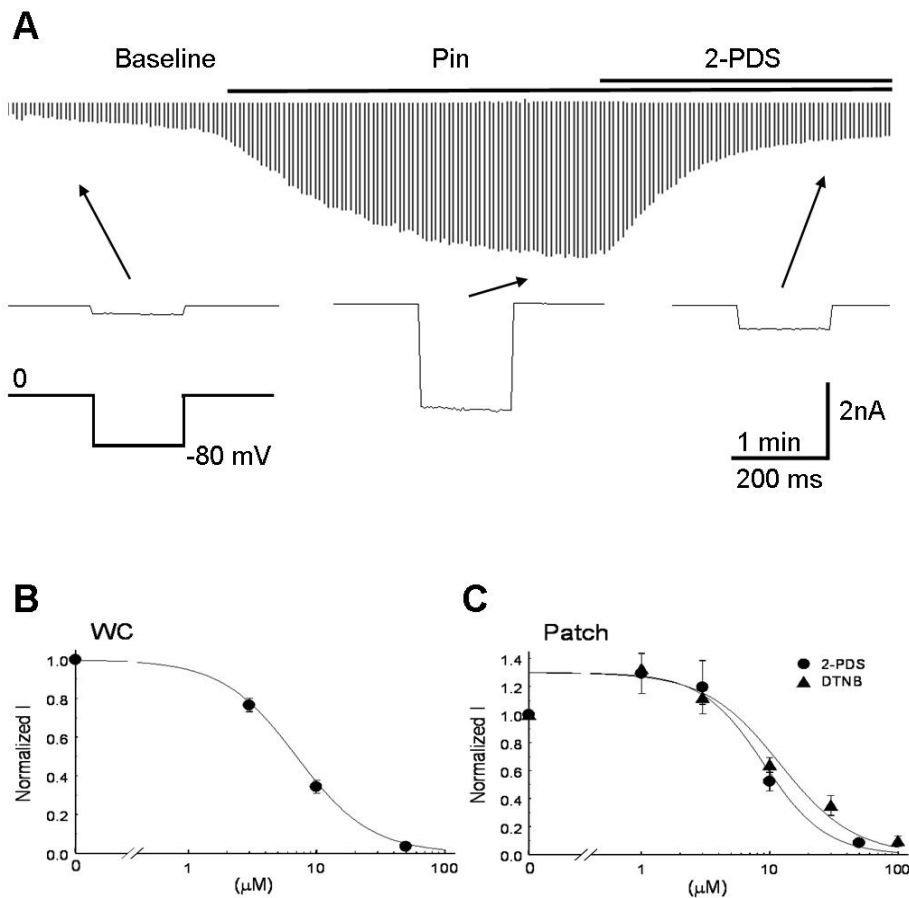 A
Baseline Pin 2-PDS
0
-80 mV
2nA
1 min
200 ms
B
WC
1.0
0.8
0.6
0.4
0.2
0.0
Normalized I
0 1 10 100
(μM)
C
Patch
2-PDS
DTNB
1.4
1.2
1.0
0.8
0.6
0.4
0.2
0.0
Normalized I
0 1 10 100
(μM)